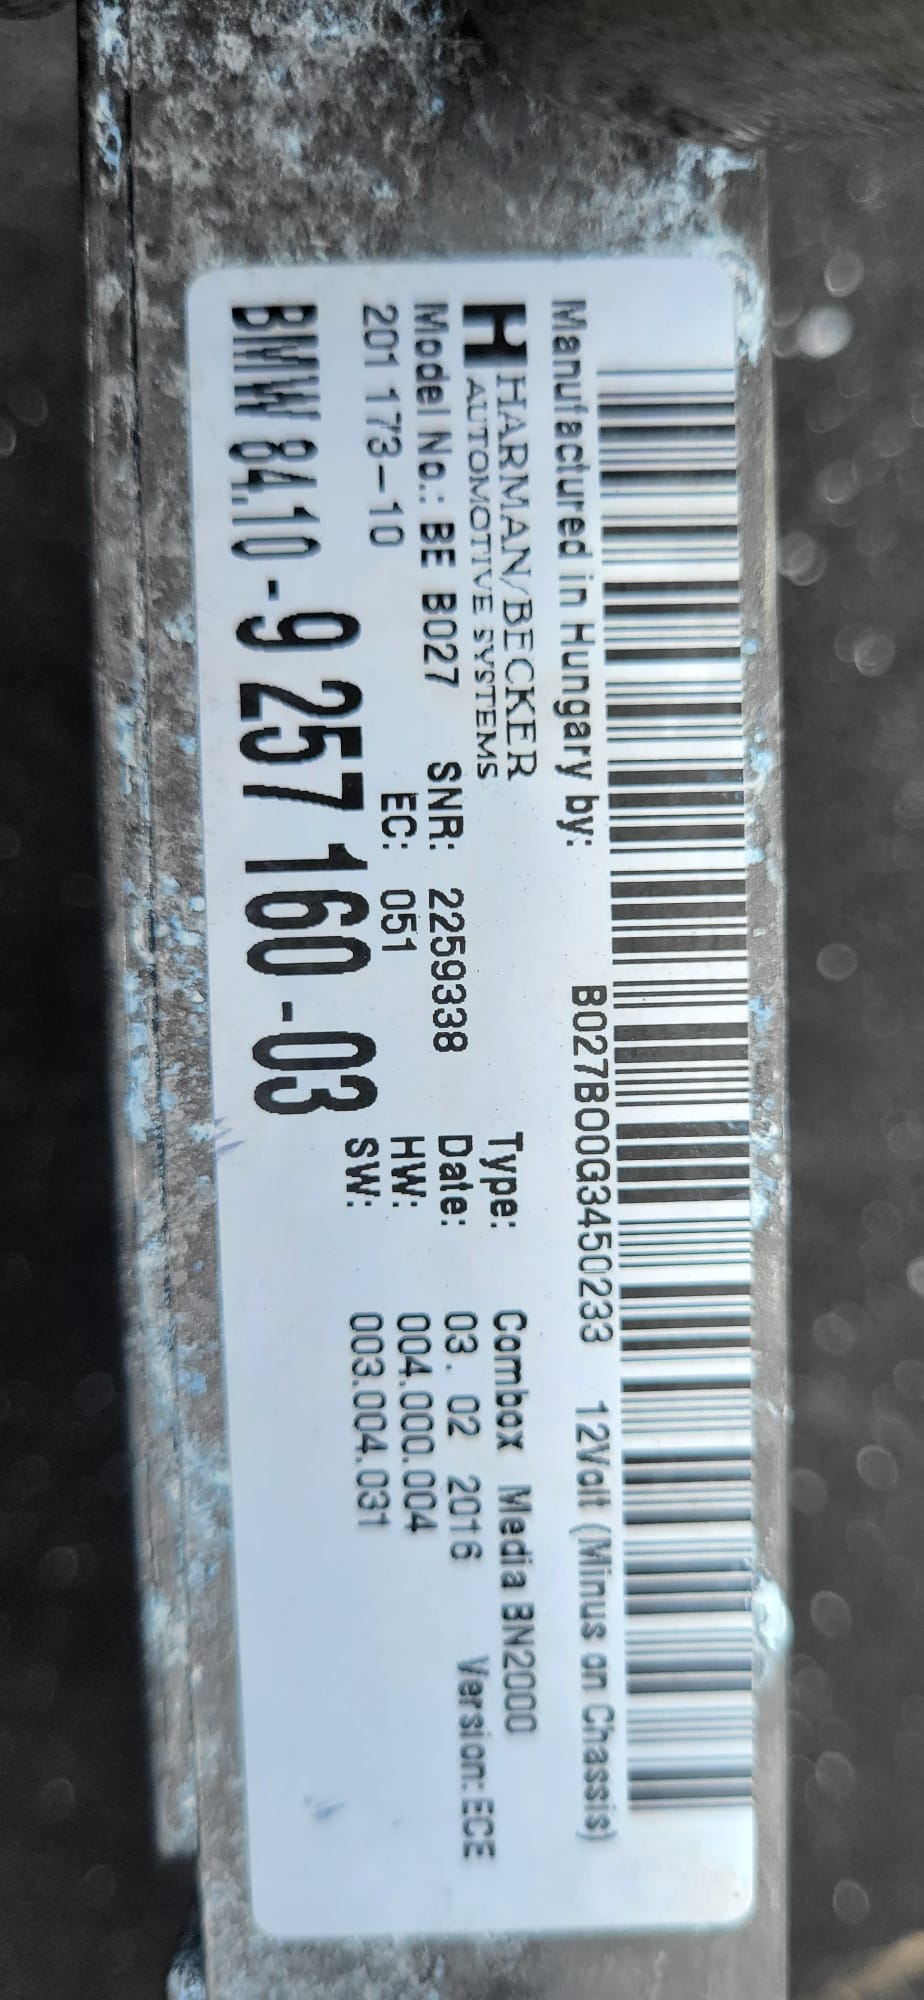 B027BO0G3450233 12Volt (Minus on Chassis)
Manufactured in Hungary by:
HARMAN/BECKER
AUTOMOTIVE SYSTEMS
Type: Combox Media BN2000
Model No.: BE B027 SNR: 2259338 Date: 03. 02 2016 Version: ECE
201 173-10 EC: 051 HW: 004.000.004
SW: 003.004.031
BMW 84.10 - 9 257 160 - 03